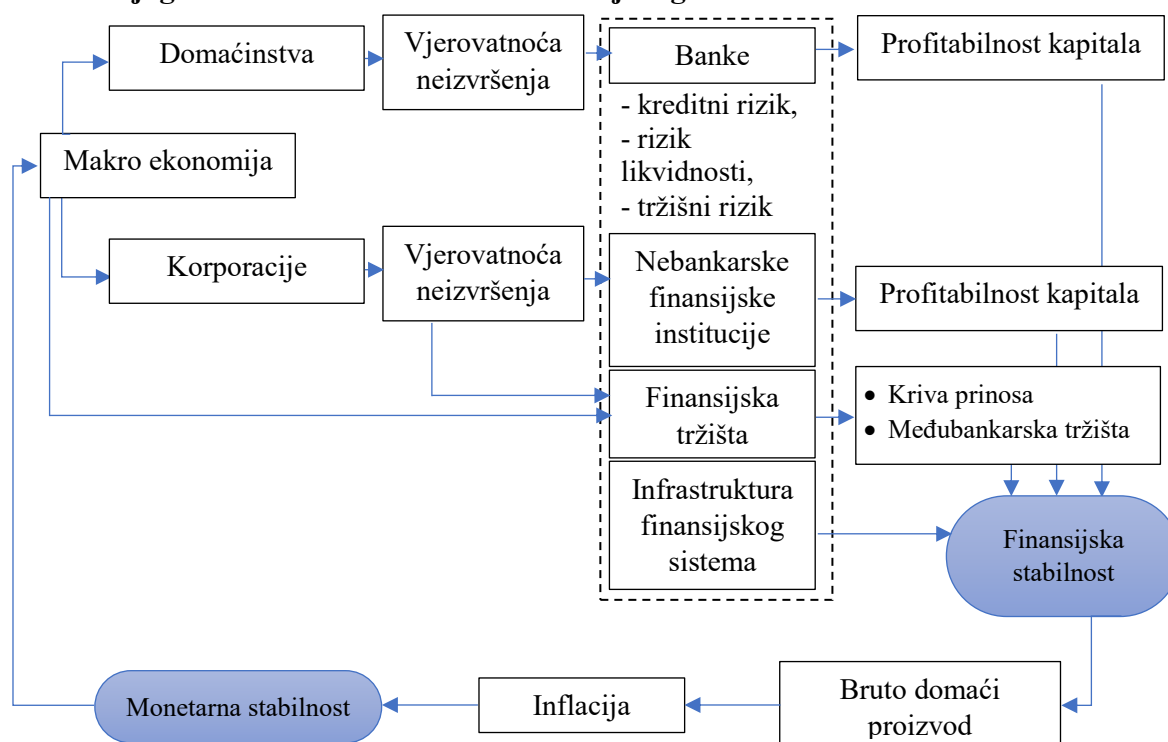 Domaćinstva
Vjerovatnoća
neizvršenja
Banke
Profitabilnost kapitala
- kreditni rizik,
- rizik
likvidnosti,
- tržišni rizik
Makro ekonomija
Korporacije
Vjerovatnoća
neizvršenja
Nebankarske
finansijske
institucije
Profitabilnost kapitala
Finansijska
tržišta
• Kriva prinosa
• Međubankarska tržišta
Infrastruktura
finansijskog
sistema
Finansijska
stabilnost
Monetarna stabilnost
Inflacija
Bruto domaći
proizvod